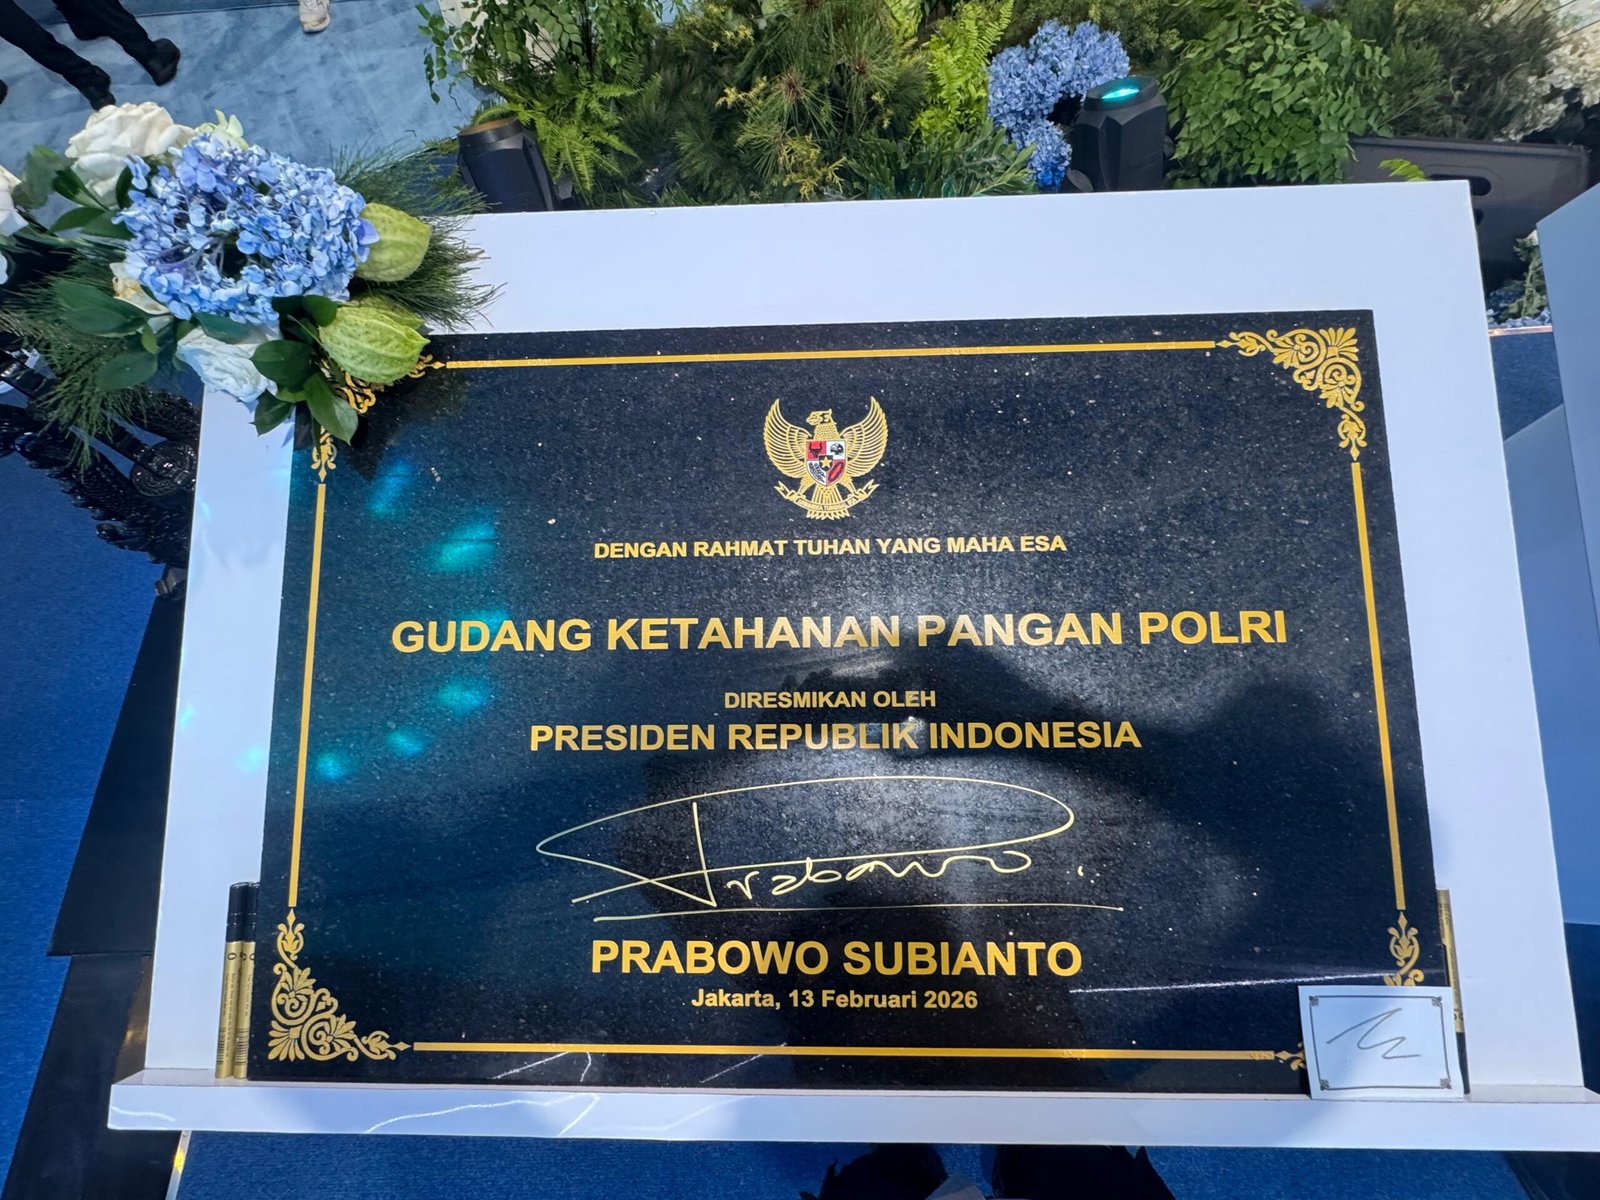 DENGAN RAHMAT TUHAN YANG MAHA ESA
GUDANG KETAHANAN PANGAN POLRI
DIRESMIKAN OLEH
PRESIDEN REPUBLIK INDONESIA
Prabowo
PRABOWO SUBIANTO
Jakarta, 13 Februari 2026